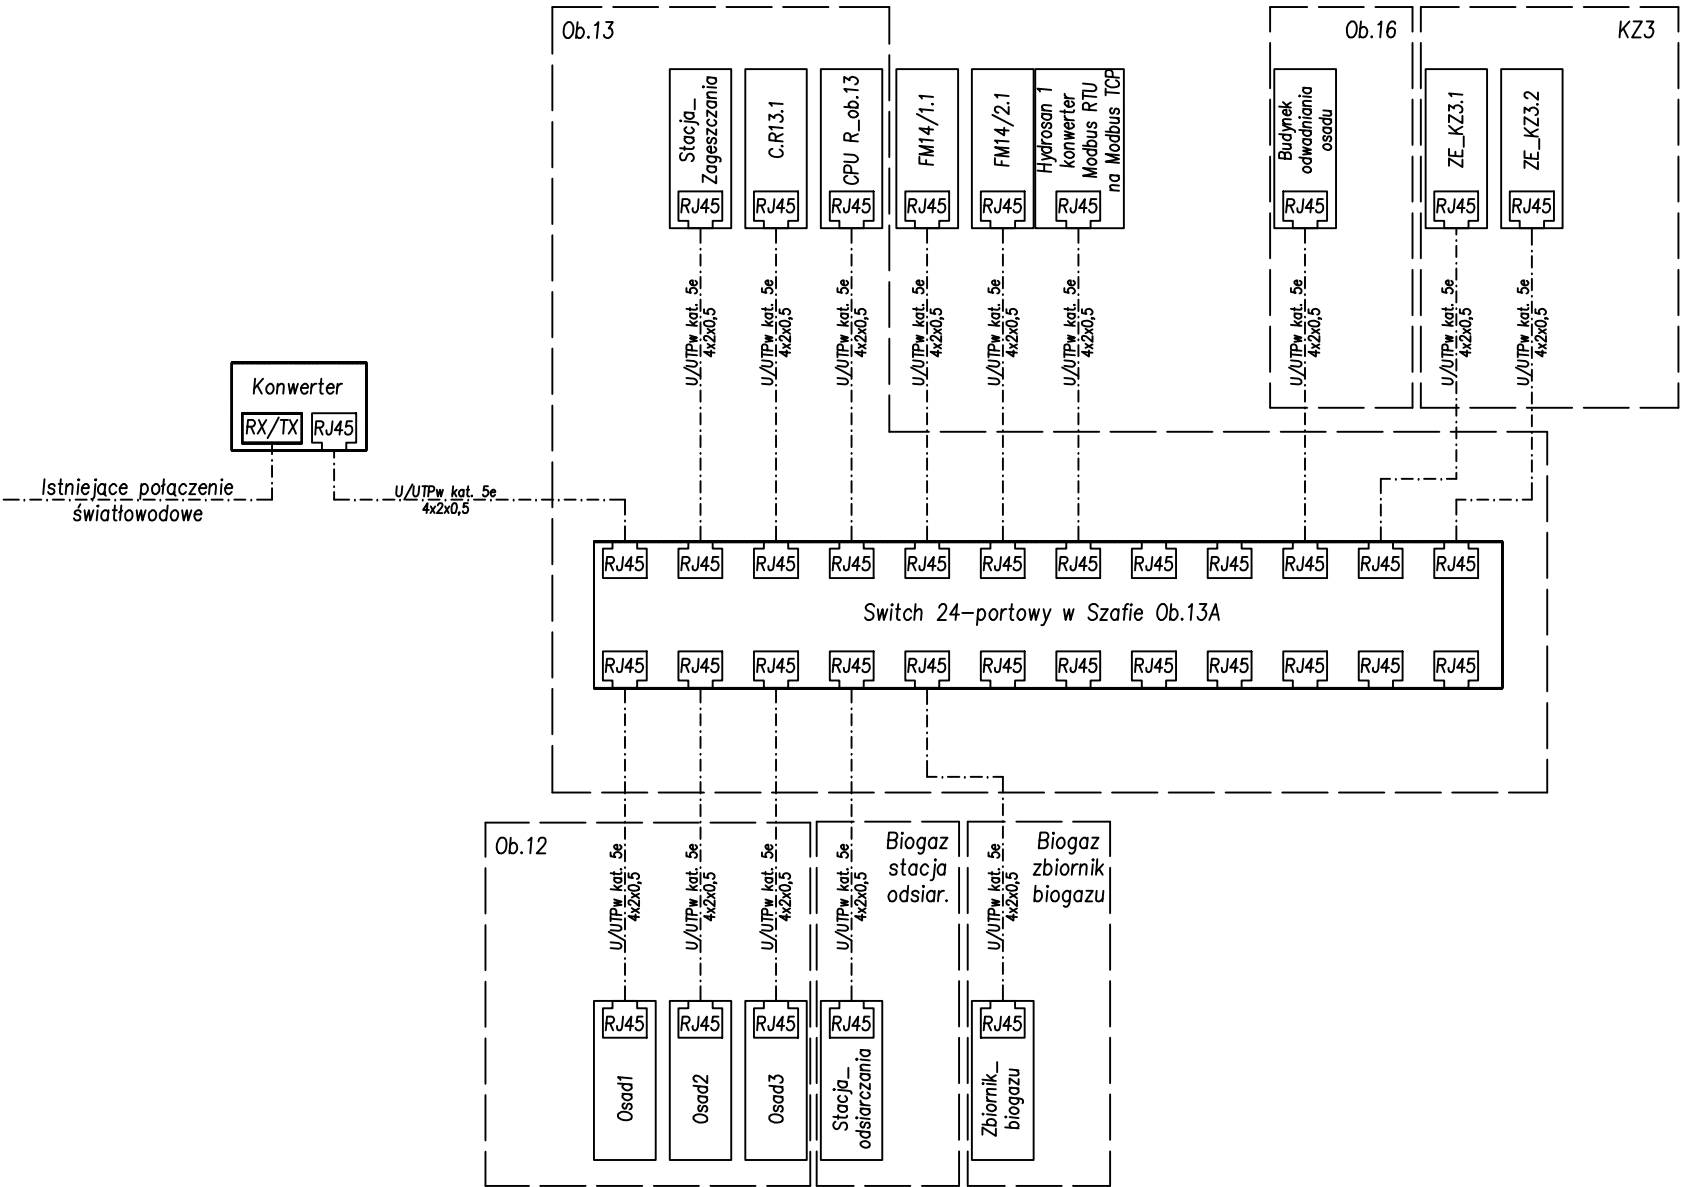 Ob.13
Ob.16
KZ3
Stacja_
Zageszczania
C.R13.1
CPU R_ob.13
FM14/1.1
FM14/2.1
Hydrosan 1
konwerter
Modbus RTU
na Modbus TCP
Budynek
odwadniania
osadu
ZE_KZ3.1
ZE_KZ3.2
RJ45
RJ45
RJ45
RJ45
RJ45
RJ45
RJ45
RJ45
RJ45
U/UTPw kat. 5e
4x2x0,5
U/UTPw kat. 5e
4x2x0,5
U/UTPw kat. 5e
4x2x0,5
U/UTPw kat. 5e
4x2x0,5
U/UTPw kat. 5e
4x2x0,5
U/UTPw kat. 5e
4x2x0,5
U/UTPw kat. 5e
4x2x0,5
U/UTPw kat. 5e
4x2x0,5
U/UTPw kat. 5e
4x2x0,5
Konwerter
RX/TX
RJ45
Istniejące połączenie
światłowodowe
U/UTPw kat. 5e
4x2x0,5
RJ45
RJ45
RJ45
RJ45
RJ45
RJ45
RJ45
RJ45
RJ45
RJ45
RJ45
RJ45
Switch 24-portowy w Szafie Ob.13A
RJ45
RJ45
RJ45
RJ45
RJ45
RJ45
RJ45
RJ45
RJ45
RJ45
RJ45
RJ45
Ob.12
Biogaz
stacja
odsiar.
Biogaz
zbiornik
biogazu
U/UTPw kat. 5e
4x2x0,5
U/UTPw kat. 5e
4x2x0,5
U/UTPw kat. 5e
4x2x0,5
U/UTPw kat. 5e
4x2x0,5
U/UTPw kat. 5e
4x2x0,5
RJ45
RJ45
RJ45
RJ45
RJ45
Osad1
Osad2
Osad3
Stacja_
odsiarczania
Zbiornik_
biogazu